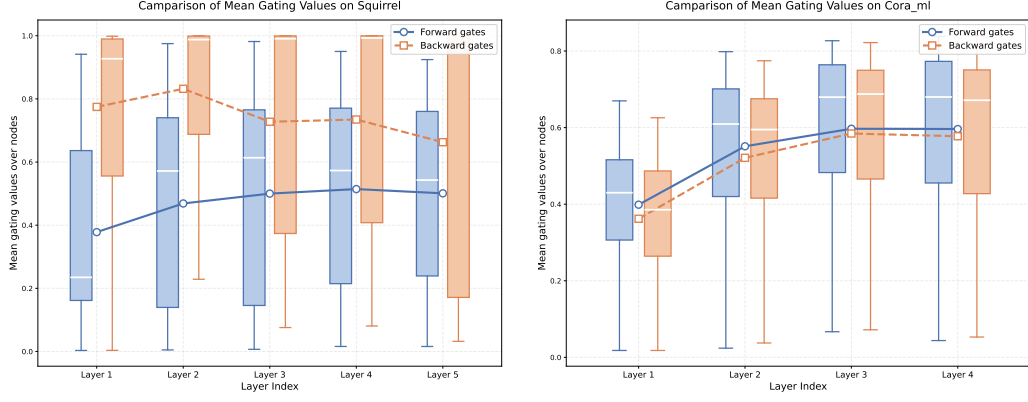 Comparison of Mean Gating Values on Squirrel
Mean gating values over nodes
1.0
0.8
0.6
0.4
0.2
0.0
Forward gates
Backward gates
Layer 1
Layer 2
Layer 3
Layer 4
Layer 5
Layer Index
Comparison of Mean Gating Values on Cora_ml
Mean gating values over nodes
0.8
0.6
0.4
0.2
0.0
Forward gates
Backward gates
Layer 1
Layer 2
Layer 3
Layer 4
Layer Index